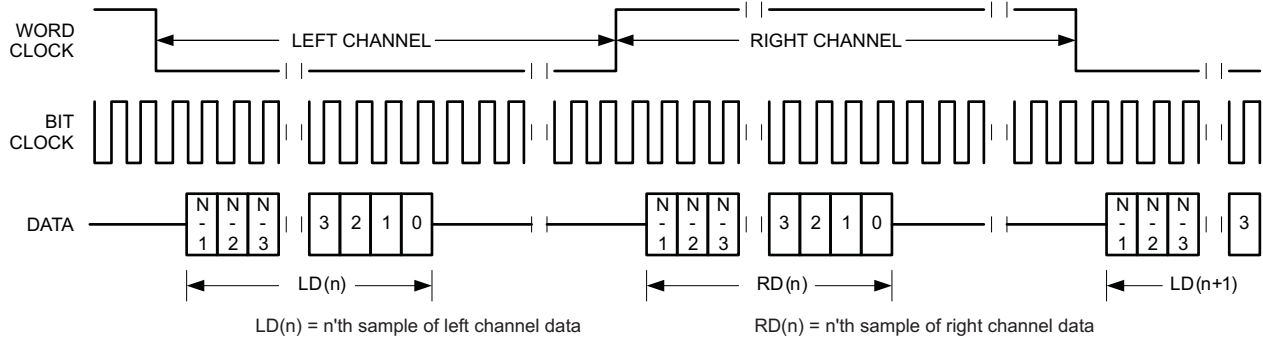 WORD
CLOCK
LEFT CHANNEL
RIGHT CHANNEL
BIT
CLOCK
DATA
N
-
1
N
-
2
N
-
3
3
2
1
0
N
-
1
N
-
2
N
-
3
3
2
1
0
N
-
1
N
-
2
N
-
3
3
LD(n)
RD(n)
LD(n+1)
LD(n) = n'th sample of left channel data
RD(n) = n'th sample of right channel data